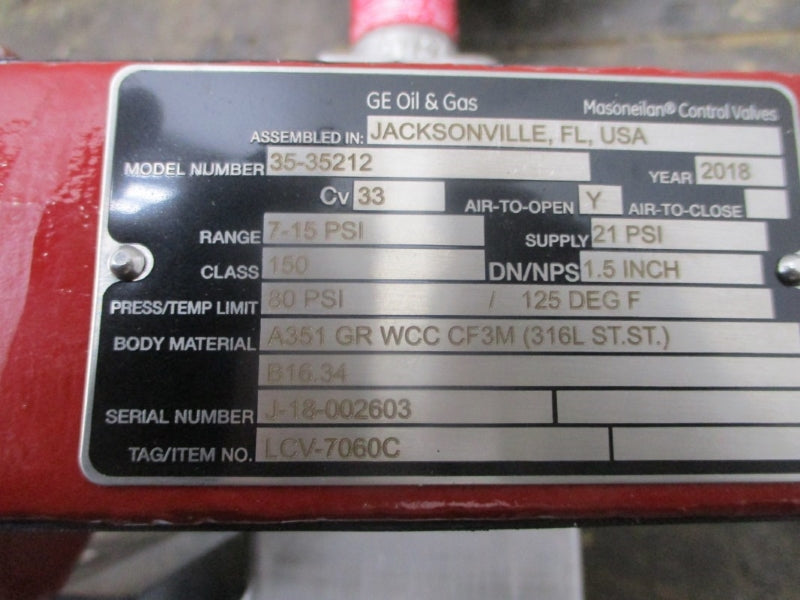 GE Oil & Gas Masoneilan® Control Valves
ASSEMBLED IN: JACKSONVILLE, FL, USA
MODEL NUMBER 35-35212 YEAR 2018
Cv 33 AIR-TO-OPEN Y AIR-TO-CLOSE
RANGE 7-15 PSI SUPPLY 21 PSI
CLASS 150 DN/NPS 1.5 INCH
PRESS/TEMP LIMIT 80 PSI / 125 DEG F
BODY MATERIAL A351 GR WCC CF3M (316L ST.ST.)
B16.34
SERIAL NUMBER J-18-002603
TAG/ITEM NO. LCV-7060C